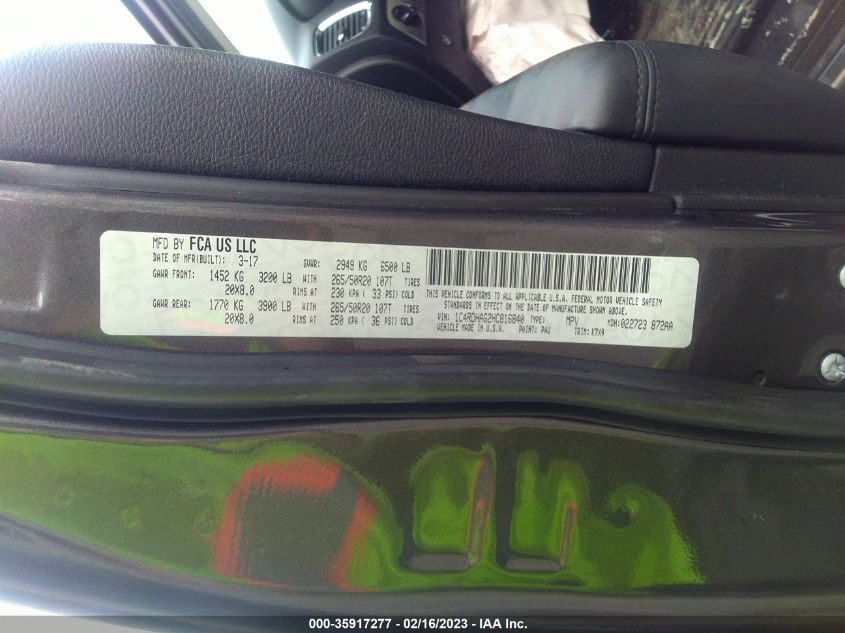 MFD BY FCA US LLC
DATE OF MFR(BUILT): 3-17 GVWR: 2949 KG 6500 LB
GAWR FRONT: 1452 KG 3200 LB WITH 265/50R20 107T TIRES
20X8.0 RIMS AT 230 KPA ( 33 PSI) COLD
GAWR REAR: 1770 KG 3900 LB WITH 265/50R20 107T TIRES
20X8.0 RIMS AT 250 KPA ( 36 PSI) COLD
THIS VEHICLE CONFORMS TO ALL APPLICABLE U.S.A. FEDERAL MOTOR VEHICLE SAFETY
STANDARDS IN EFFECT ON THE DATE OF MANUFACTURE SHOWN ABOVE.
VIN: 1C4RDHAG2HC816840 TYPE: MPV MDH: 022723 872AA
VEHICLE MADE IN U.S.A. PAINT: PAU TRIM: K7X9
000-35917277 - 02/16/2023 - IAA Inc.